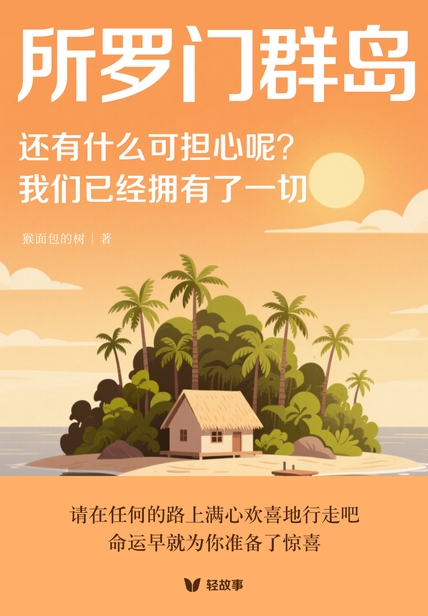 所罗门群岛
还有什么可担心呢？
我们已经拥有了一切
猴面包的树｜著
请在任何的路上满心欢喜地行走吧
命运早就为你准备了惊喜
轻故事